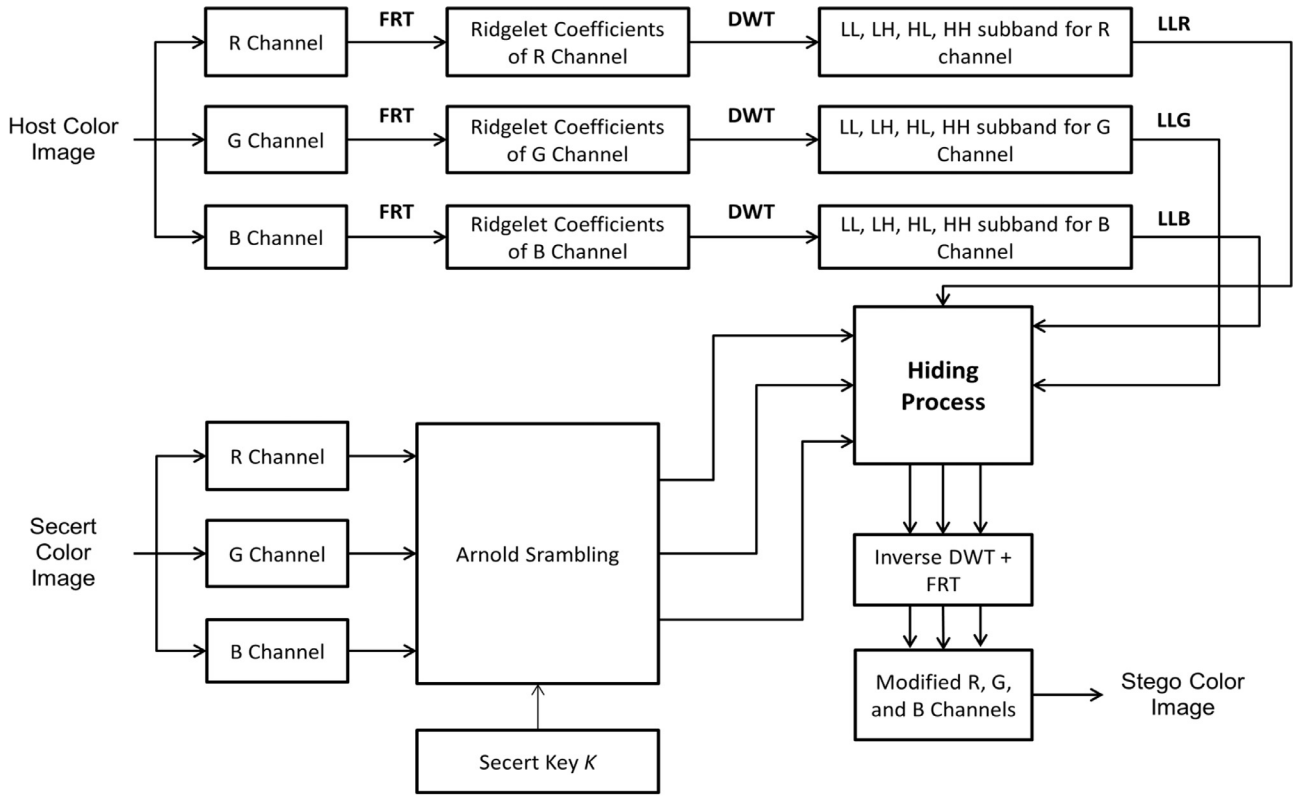 Host Color
Image
R Channel
FRT
Ridgelet Coefficients
of R Channel
DWT
LL, LH, HL, HH subband for R
channel
LLR
G Channel
FRT
Ridgelet Coefficients
of G Channel
DWT
LL, LH, HL, HH subband for G
Channel
LLG
B Channel
FRT
Ridgelet Coefficients
of B Channel
DWT
LL, LH, HL, HH subband for B
Channel
LLB
Hiding
Process
Secert
Color
Image
R Channel
G Channel
B Channel
Arnold Srambling
Secert Key K
Inverse DWT +
FRT
Modified R, G,
and B Channels
Stego Color
Image